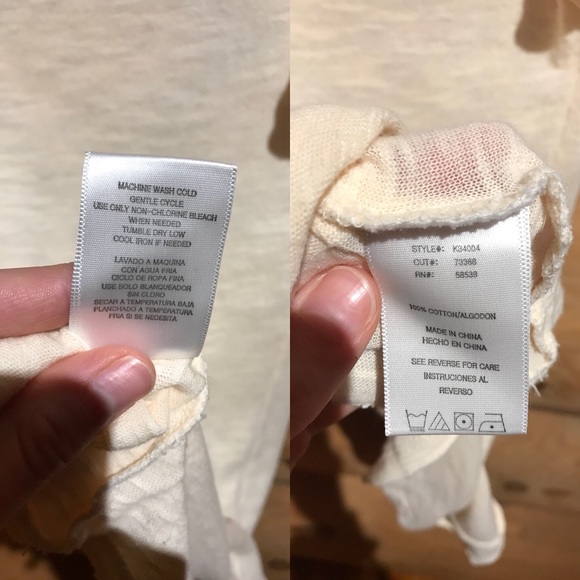 MACHINE WASH COLD
GENTLE CYCLE
USE ONLY NON-CHLORINE BLEACH
WHEN NEEDED
TUMBLE DRY LOW
COOL IRON IF NEEDED
LAVADO A MAQUINA
CON AGUA FRIA
CICLO DE ROPA FINA
USE BOLO BLANQUEADOR
SIN CLORO
SECAR A TEMPERATURA BAJA
PLANCHADO A TEMPERATURA
FRIA SI SE NECESITA
STYLE#: K34004
CUT#: 73368
RN#: 58539
100% COTTON/ALGODON
MADE IN CHINA
HECHO EN CHINA
SEE REVERSE FOR CARE
INSTRUCIONES AL
REVERSO